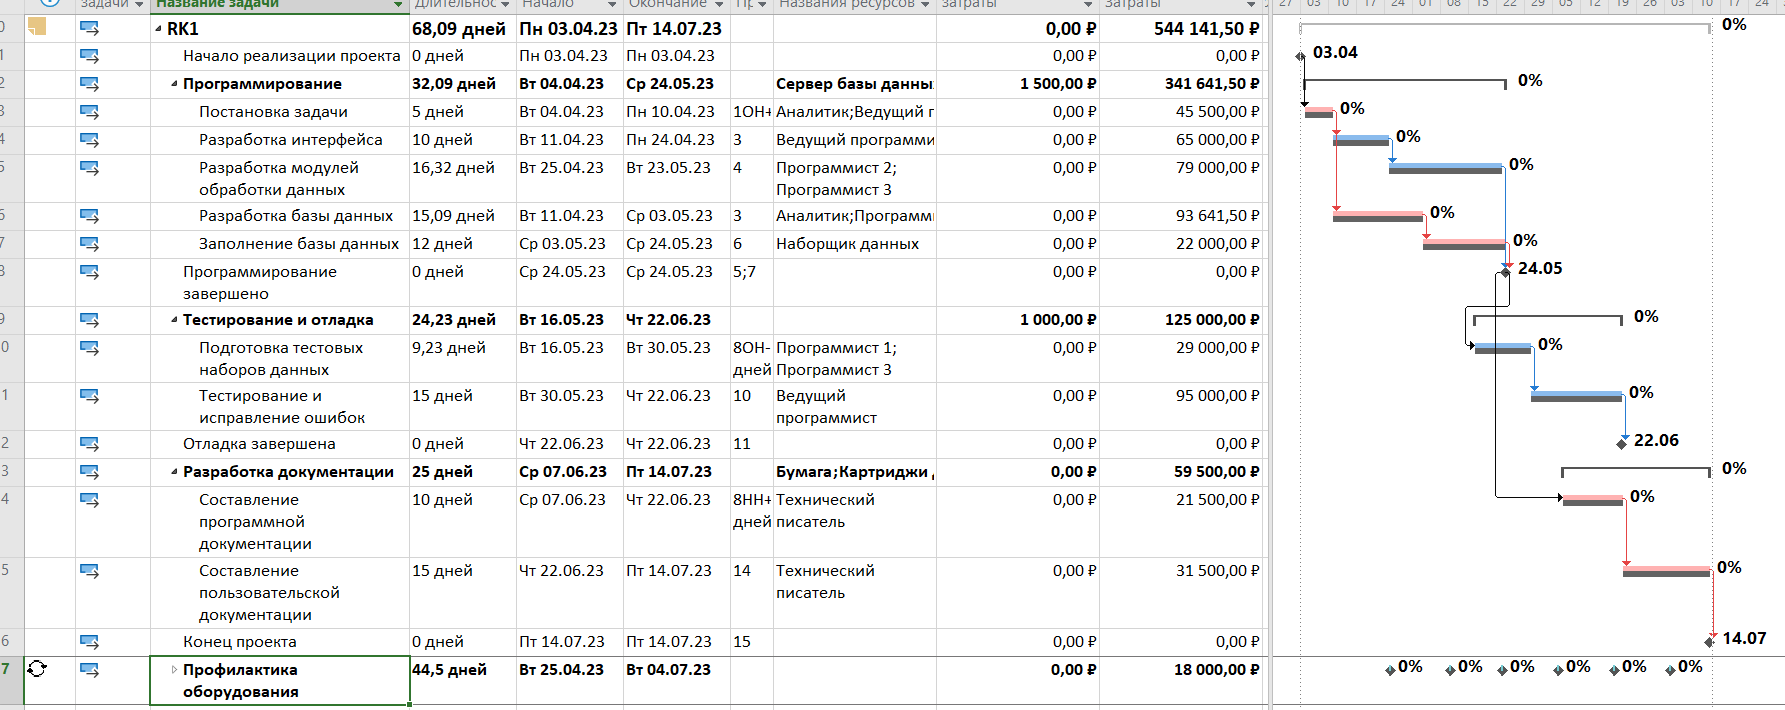 задачи Название задачи Длительнос Начало Окончание Пр Названия ресурсов затраты Затраты 27 03 10 17 24 01 08 15 22 29 05 12 19 26 03 10 17 24
0 RK1 68,09 дней Пн 03.04.23 Пт 14.07.23 0,00 ₽ 544 141,50 ₽ 0%
1 Начало реализации проекта 0 дней Пн 03.04.23 Пн 03.04.23 0,00 ₽ 0,00 ₽ 03.04
2 Программирование 32,09 дней Вт 04.04.23 Ср 24.05.23 Сервер базы данны 1 500,00 ₽ 341 641,50 ₽ 0%
3 Постановка задачи 5 дней Вт 04.04.23 Пн 10.04.23 1ОН+ Аналитик;Ведущий п 0,00 ₽ 45 500,00 ₽ 0%
4 Разработка интерфейса 10 дней Вт 11.04.23 Пн 24.04.23 3 Ведущий программи 0,00 ₽ 65 000,00 ₽ 0%
5 Разработка модулей 16,32 дней Вт 25.04.23 Вт 23.05.23 4 Программист 2; 0,00 ₽ 79 000,00 ₽ 0%
обработки данных Программист 3
6 Разработка базы данных 15,09 дней Вт 11.04.23 Ср 03.05.23 3 Аналитик;Программ 0,00 ₽ 93 641,50 ₽ 0%
7 Заполнение базы данных 12 дней Ср 03.05.23 Ср 24.05.23 6 Наборщик данных 0,00 ₽ 22 000,00 ₽ 0%
8 Программирование 0 дней Ср 24.05.23 Ср 24.05.23 5;7 0,00 ₽ 0,00 ₽ 24.05
завершено
9 Тестирование и отладка 24,23 дней Вт 16.05.23 Чт 22.06.23 1 000,00 ₽ 125 000,00 ₽ 0%
0 Подготовка тестовых 9,23 дней Вт 16.05.23 Вт 30.05.23 8ОН- Программист 1; 0,00 ₽ 29 000,00 ₽ 0%
наборов данных дней Программист 3
1 Тестирование и 15 дней Вт 30.05.23 Чт 22.06.23 10 Ведущий 0,00 ₽ 95 000,00 ₽ 0%
исправление ошибок программист
2 Отладка завершена 0 дней Чт 22.06.23 Чт 22.06.23 11 0,00 ₽ 0,00 ₽ 22.06
3 Разработка документации 25 дней Ср 07.06.23 Пт 14.07.23 Бумага;Картриджи 0,00 ₽ 59 500,00 ₽ 0%
4 Составление 10 дней Ср 07.06.23 Чт 22.06.23 8НН+ Технический 0,00 ₽ 21 500,00 ₽ 0%
программной дней писатель
документации
5 Составление 15 дней Чт 22.06.23 Пт 14.07.23 14 Технический 0,00 ₽ 31 500,00 ₽ 0%
пользовательской писатель
документации
6 Конец проекта 0 дней Пт 14.07.23 Пт 14.07.23 15 0,00 ₽ 0,00 ₽ 14.07
7 Профилактика 44,5 дней Вт 25.04.23 Вт 04.07.23 0,00 ₽ 18 000,00 ₽ 0% 0% 0% 0% 0% 0%
оборудования